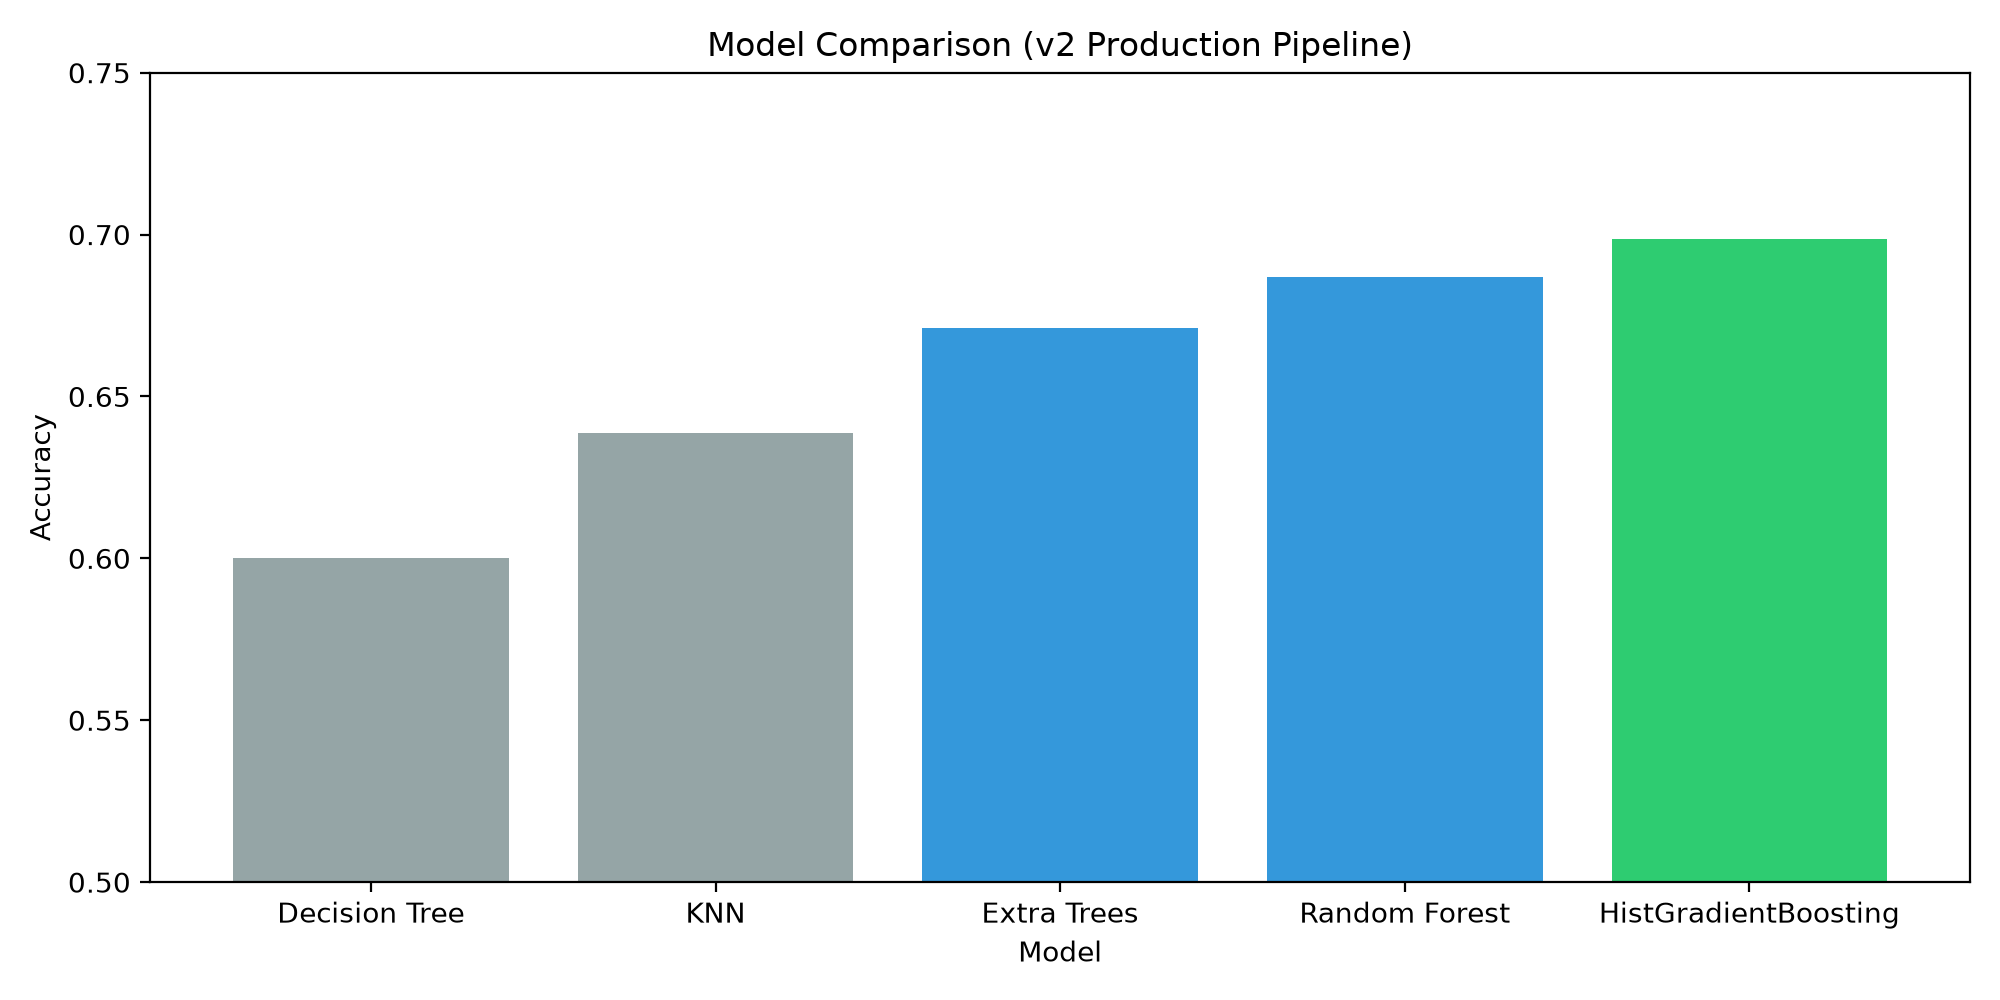 Model Comparison (v2 Production Pipeline)
0.75
0.70
0.65
0.60
0.55
0.50
Accuracy
Decision Tree
KNN
Extra Trees
Random Forest
HistGradientBoosting
Model